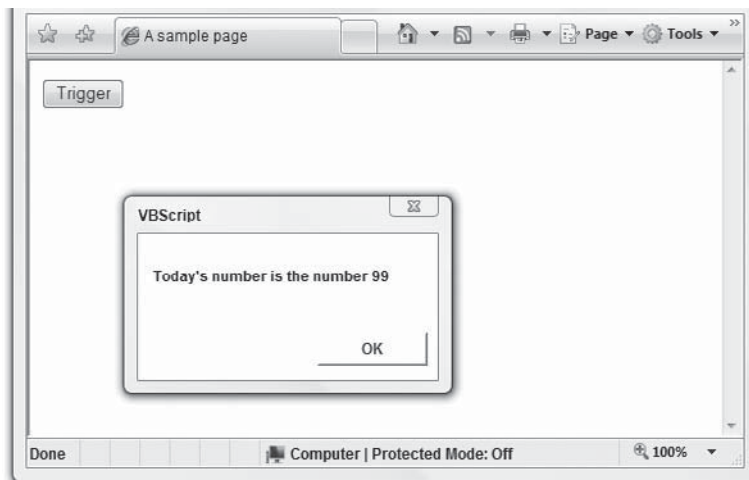 A sample page
Page
Tools
Trigger
VBScript
Today's number is the number 99
OK
Done
Computer | Protected Mode: Off
100%